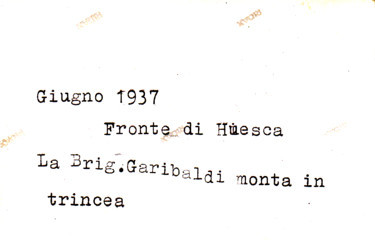 Giugno 1937
Fronte di Huesca
La Brig.Garibaldi monta in
trincea